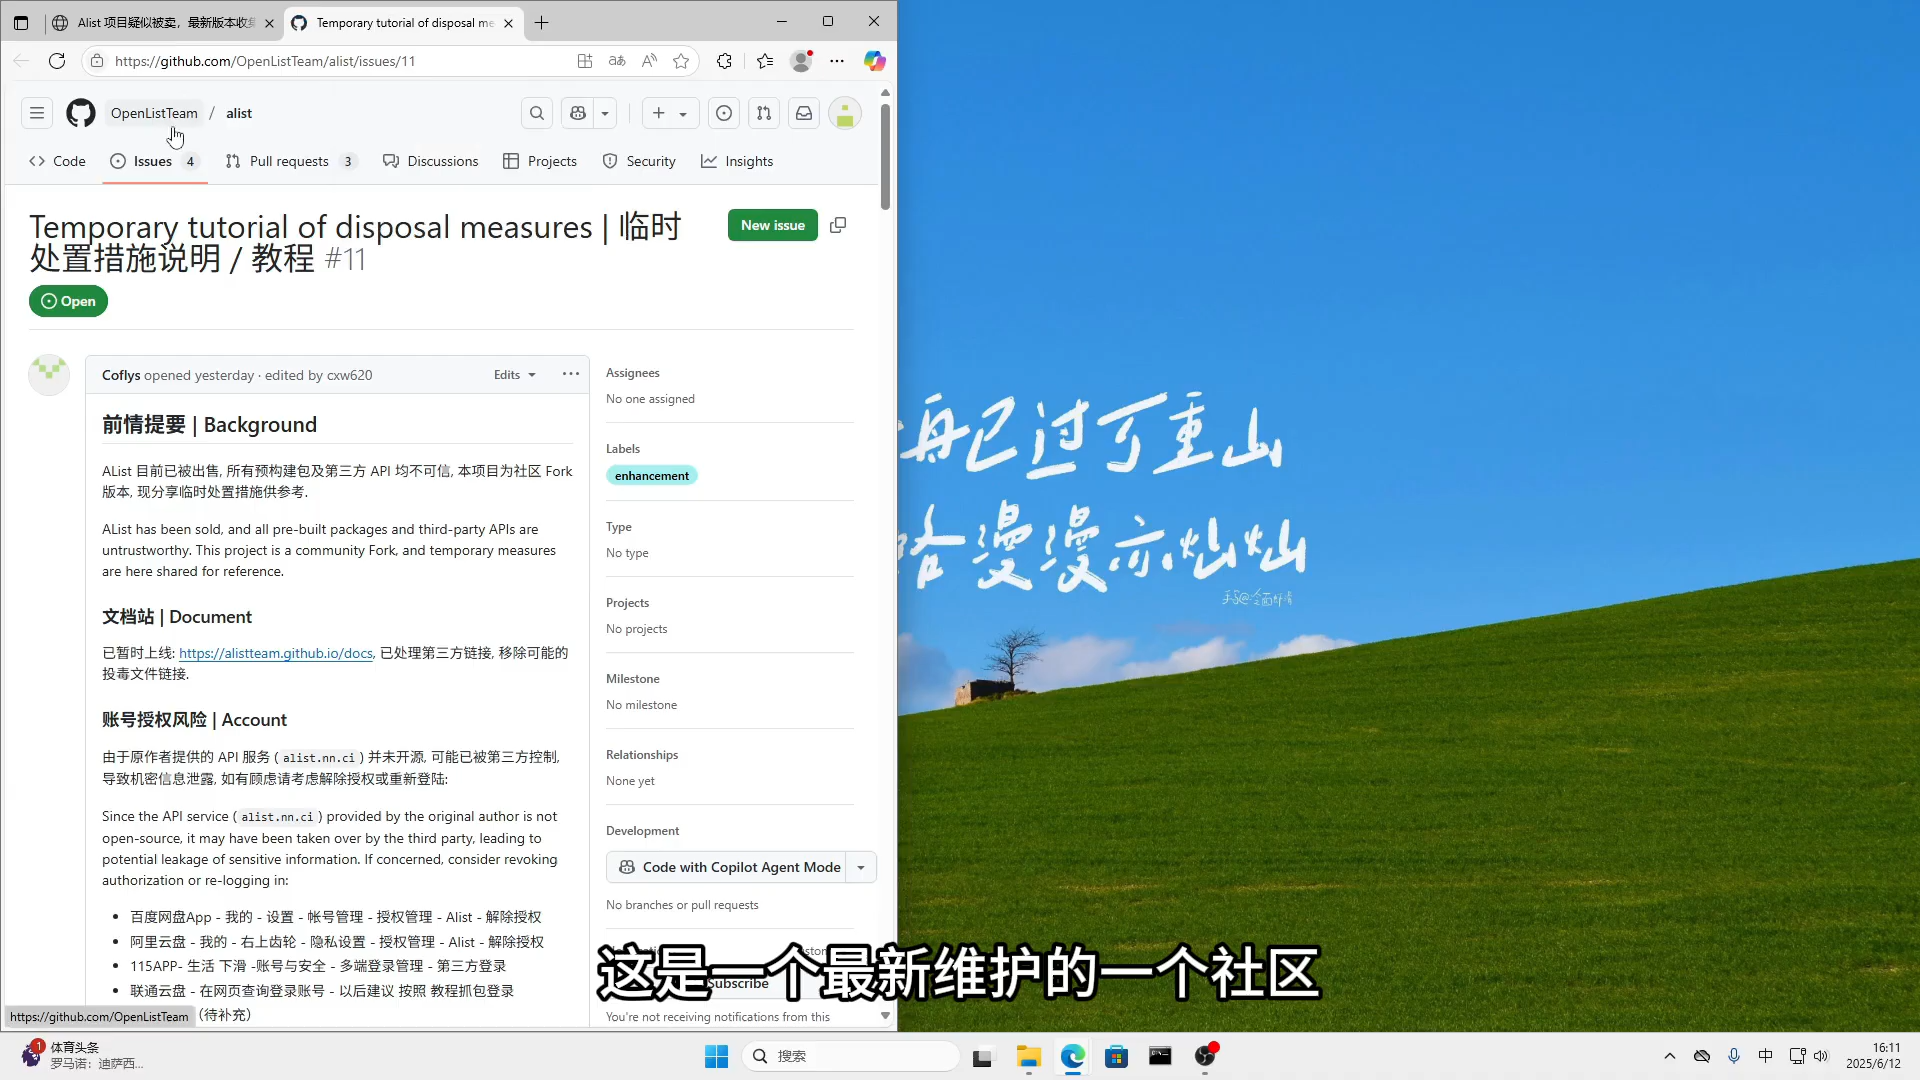 Alist 项目疑似被卖，最新版本收集
Temporary tutorial of disposal me
https://github.com/OpenListTeam/alist/issues/11
OpenListTeam / alist
Code
Issues 4
Pull requests 3
Discussions
Projects
Security
Insights
Temporary tutorial of disposal measures | 临时
处置措施说明 / 教程 #11
New issue
Open
Coflys opened yesterday · edited by cxw620
Edits
前情提要 | Background
AList 目前已被出售, 所有预构建包及第三方 API 均不可信, 本项目为社区 Fork
版本, 现分享临时处置措施供参考.
AList has been sold, and all pre-built packages and third-party APIs are
untrustworthy. This project is a community Fork, and temporary measures
are here shared for reference.
文档站 | Document
已暂时上线: https://alistteam.github.io/docs, 已处理第三方链接, 移除可能的
投毒文件链接.
账号授权风险 | Account
由于原作者提供的 API 服务 ( alist.nn.ci ) 并未开源, 可能已被第三方控制,
导致机密信息泄露, 如有顾虑请考虑解除授权或重新登陆:
Since the API service ( alist.nn.ci ) provided by the original author is not
open-source, it may have been taken over by the third party, leading to
potential leakage of sensitive information. If concerned, consider revoking
authorization or re-logging in:
百度网盘App - 我的 - 设置 - 帐号管理 - 授权管理 - Alist - 解除授权
阿里云盘 - 我的 - 右上齿轮 - 隐私设置 - 授权管理 - Alist - 解除授权
115APP- 生活 下滑 -账号与安全 - 多端登录管理 - 第三方登录
联通云盘 - 在网页查询登录账号 - 以后建议 按照 教程抓包登录
（待补充）
https://github.com/OpenListTeam
Assignees
No one assigned
Labels
enhancement
Type
No type
Projects
No projects
Milestone
No milestone
Relationships
None yet
Development
Code with Copilot Agent Mode
No branches or pull requests
Subscribe
You're not receiving notifications from this
舟已过万重山
路漫漫亦灿灿
这是一个最新维护的一个社区
1
体育头条
罗马诺：迪萨西...
搜索
中
16:11
2025/6/12